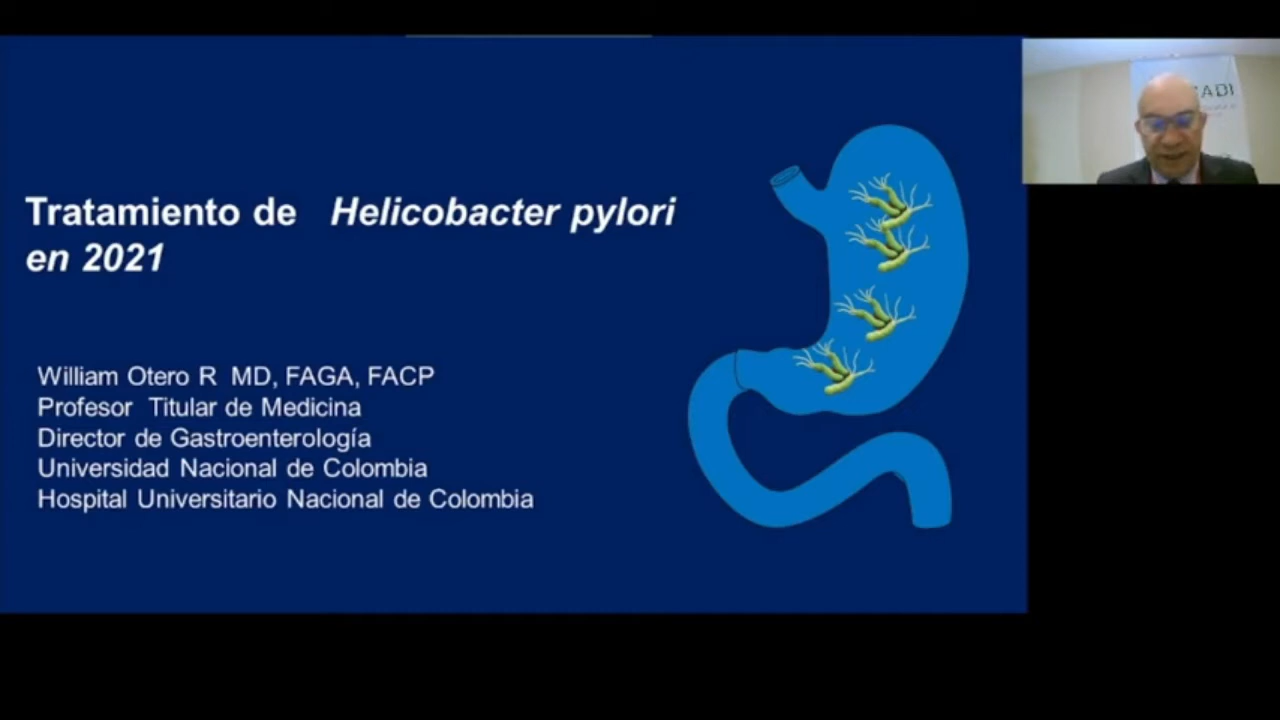 Tratamiento de Helicobacter pylori
en 2021
William Otero R MD, FAGA, FACP
Profesor Titular de Medicina
Director de Gastroenterología
Universidad Nacional de Colombia
Hospital Universitario Nacional de Colombia